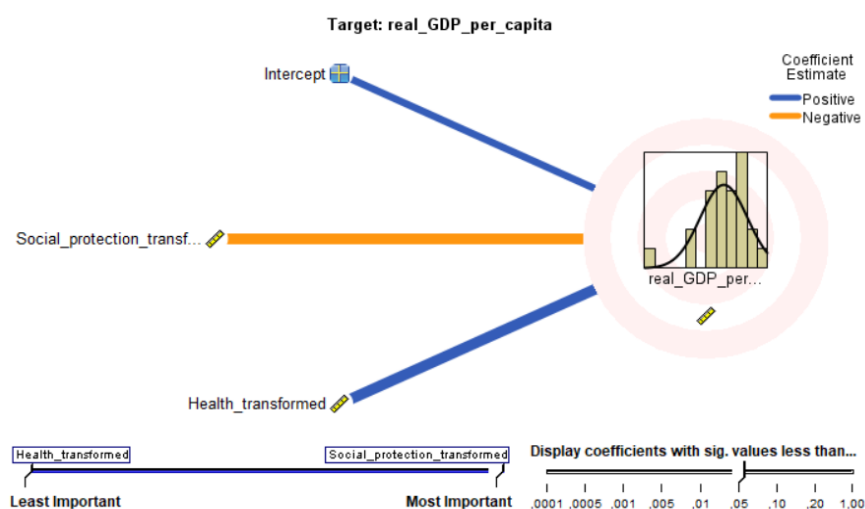 Target: real_GDP_per_capita
Intercept
Coefficient
Estimate
Positive
Negative
Social_protection_transf...
real_GDP_per...
Health_transformed
Health_transformed
Social_protection_transformed
Least Important
Most Important
Display coefficients with sig. values less than...
,0001 ,0005 ,001 ,005 ,01 ,05 ,10 ,20 1,00